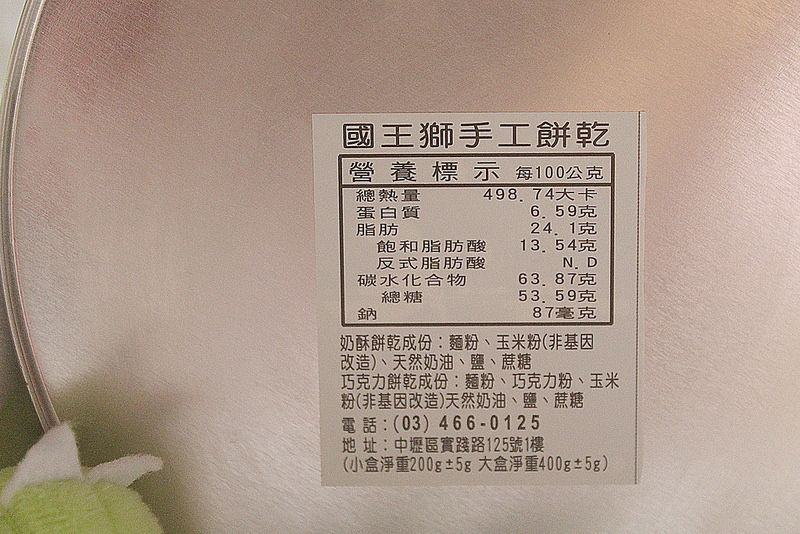 國王獅手工餅乾
營養標示 每100公克
總熱量 498.74大卡
蛋白質 6.59克
脂肪 24.1克
飽和脂肪酸 13.54克
反式脂肪酸 N.D
碳水化合物 63.87克
總糖 53.59克
鈉 87毫克
奶酥餅乾成份：麵粉、玉米粉(非基因
改造)、天然奶油、鹽、蔗糖
巧克力餅乾成份：麵粉、巧克力粉、玉米
粉(非基因改造)天然奶油、鹽、蔗糖
電話：(03) 466-0125
地址：中壢區實踐路125號1樓
(小盒淨重200g±5g 大盒淨重400g±5g)